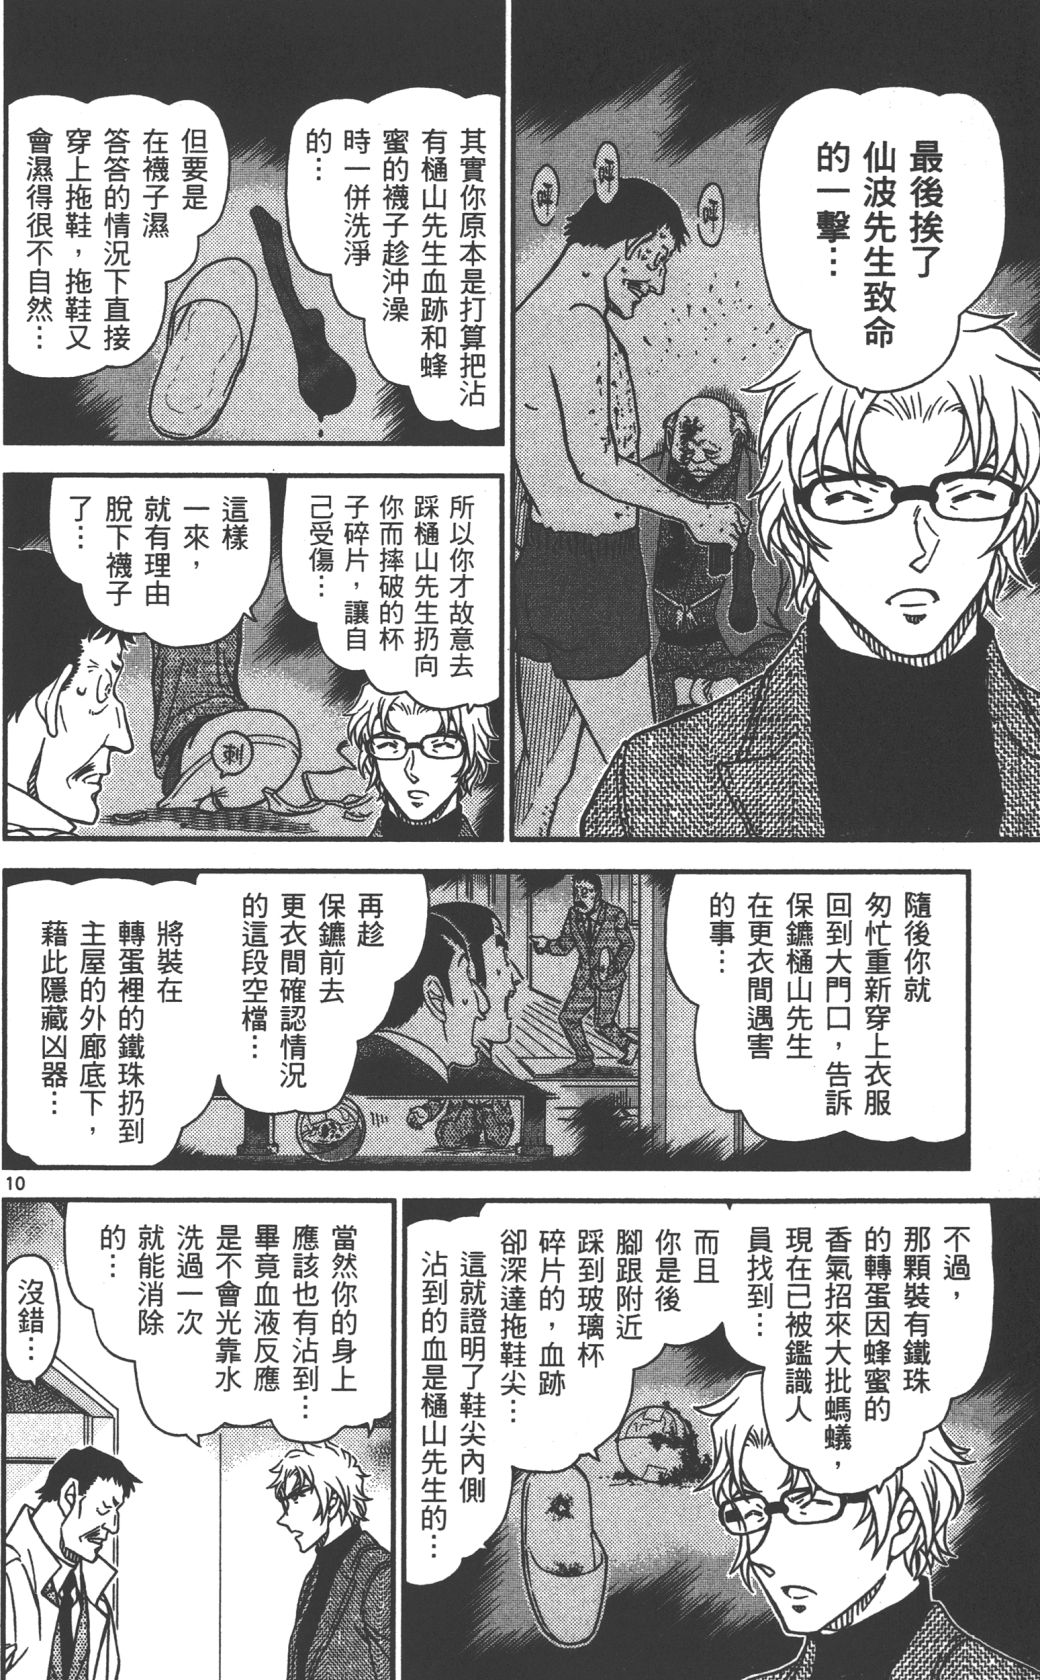 最後挨了
仙波先生致命
的一擊…
呼
呼
呼
其實你原本是打算把沾
有樋山先生血跡和蜂
蜜的襪子趁沖澡
時一併洗淨
的…
但要是
在襪子濕
答答的情況下直接
穿上拖鞋，拖鞋又
會濕得很不自然…
所以你才故意去
踩樋山先生扔向
你而摔破的杯
子碎片，讓自
己受傷…
這樣
一來，
就有理由
脫下襪子
了…
刺
隨後你就
匆忙重新穿上衣服
回到大門口，告訴
保鑣樋山先生
在更衣間遇害
的事…
再趁
保鑣前去
更衣間確認情況
的這段空檔…
將裝在
轉蛋裡的鐵珠扔到
主屋的外廊底下，
藉此隱藏凶器…
10
不過，
那顆裝有鐵珠
的轉蛋因蜂蜜的
香氣招來大批螞蟻，
現在已被鑑識人
員找到…
而且
你是後
腳跟附近
踩到玻璃杯
碎片的，血跡
卻深達拖鞋尖…
這就證明了鞋尖內側
沾到的血是樋山先生的…
當然你的身上
應該也有沾到…
畢竟血液反應
是不會光靠水
洗過一次
就能消除
的…
沒錯…